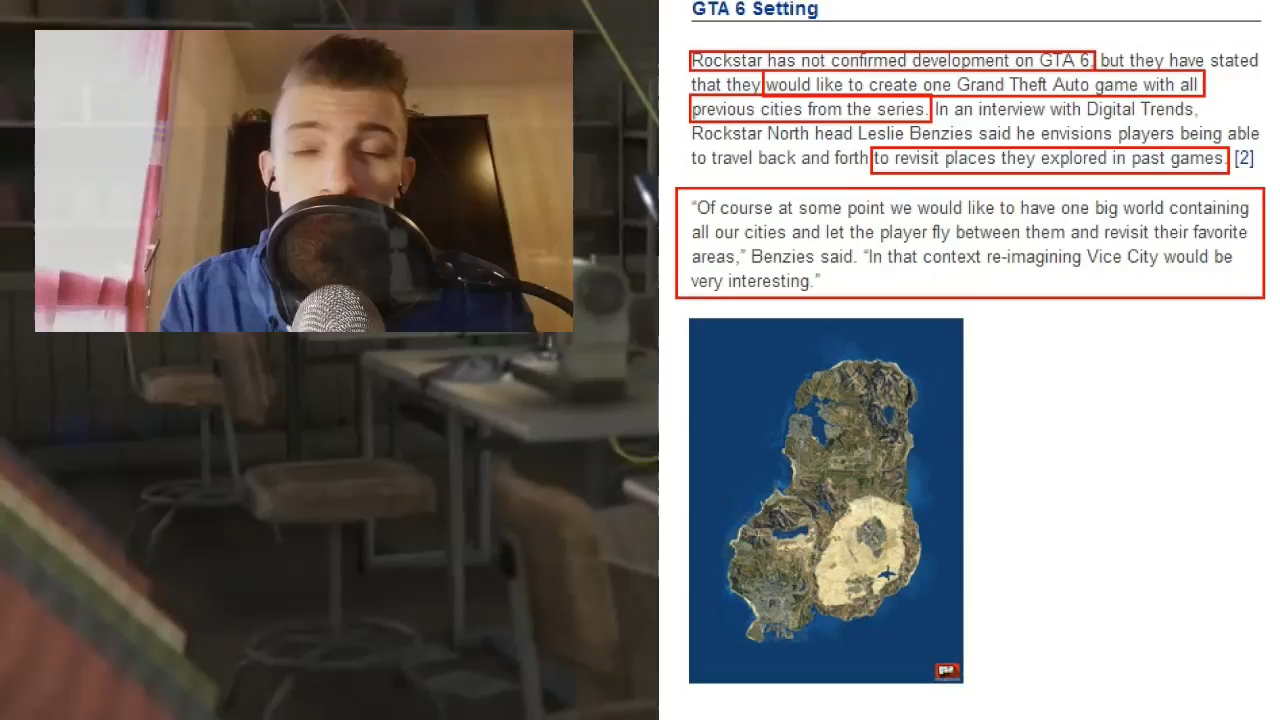 GTA 6 Setting
Rockstar has not confirmed development on GTA 6, but they have stated
that they would like to create one Grand Theft Auto game with all
previous cities from the series. In an interview with Digital Trends,
Rockstar North head Leslie Benzies said he envisions players being able
to travel back and forth to revisit places they explored in past games. [2]
“Of course at some point we would like to have one big world containing
all our cities and let the player fly between them and revisit their favorite
areas,” Benzies said. “In that context re-imagining Vice City would be
very interesting.”